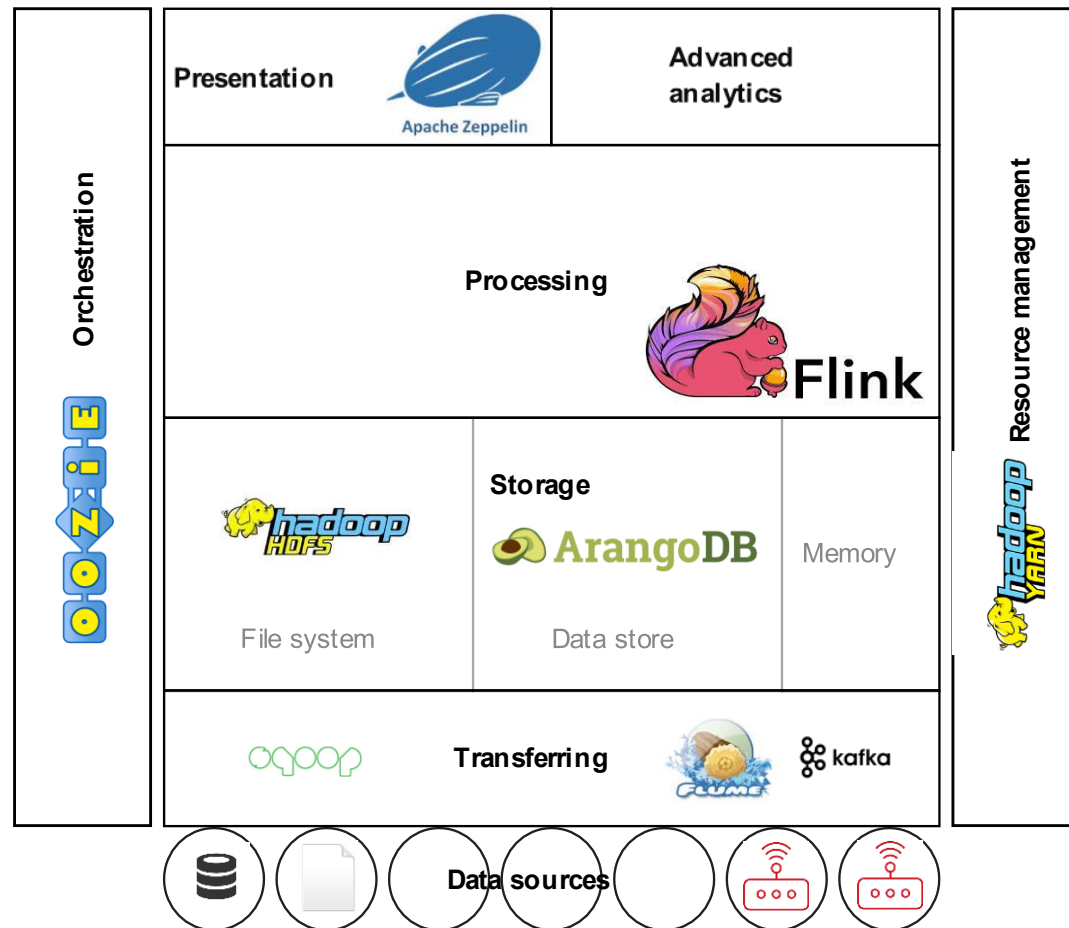 Presentation
Apache Zeppelin
Advanced
analytics
Orchestration
OOZiE
Processing
Flink
Resource management
hadoop
YARN
Storage
hadoop
HDFS
ArangoDB
Memory
File system
Data store
sqoop
Transferring
FLUME
kafka
Data sources